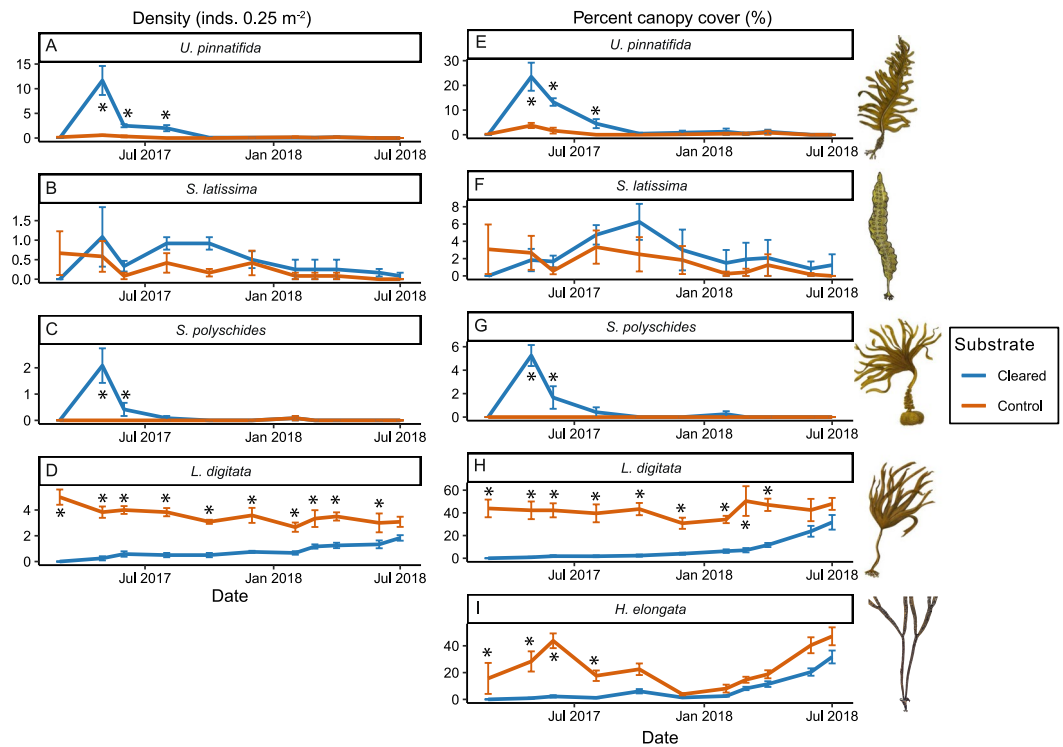 Density (inds. 0.25 m⁻²)
A
U. pinnatifida
15
10
5
0
* * *
Jul 2017 Jan 2018 Jul 2018
B
S. latissima
1.5
1.0
0.5
0.0
Jul 2017 Jan 2018 Jul 2018
C
S. polyschides
2
1
0
* *
Jul 2017 Jan 2018 Jul 2018
D
L. digitata
4
2
0
* * * * * * * * *
*
Jul 2017 Jan 2018 Jul 2018
Date
Percent canopy cover (%)
E
U. pinnatifida
30
20
10
0
* * *
Jul 2017 Jan 2018 Jul 2018
F
S. latissima
8
6
4
2
0
Jul 2017 Jan 2018 Jul 2018
G
S. polyschides
6
4
2
0
* *
Jul 2017 Jan 2018 Jul 2018
H
L. digitata
60
40
20
0
* * * * * * * *
*
Jul 2017 Jan 2018 Jul 2018
I
H. elongata
40
20
0
* * * *
Jul 2017 Jan 2018 Jul 2018
Date
Substrate
Cleared
Control